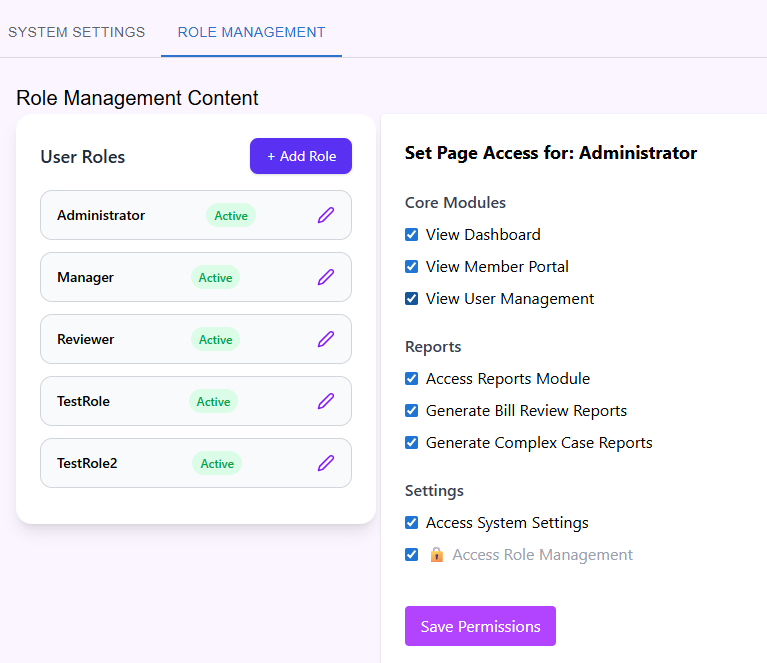 SYSTEM SETTINGS ROLE MANAGEMENT
Role Management Content
User Roles + Add Role
Administrator Active
Manager Active
Reviewer Active
TestRole Active
TestRole2 Active
Set Page Access for: Administrator
Core Modules
View Dashboard
View Member Portal
View User Management
Reports
Access Reports Module
Generate Bill Review Reports
Generate Complex Case Reports
Settings
Access System Settings
Access Role Management
Save Permissions